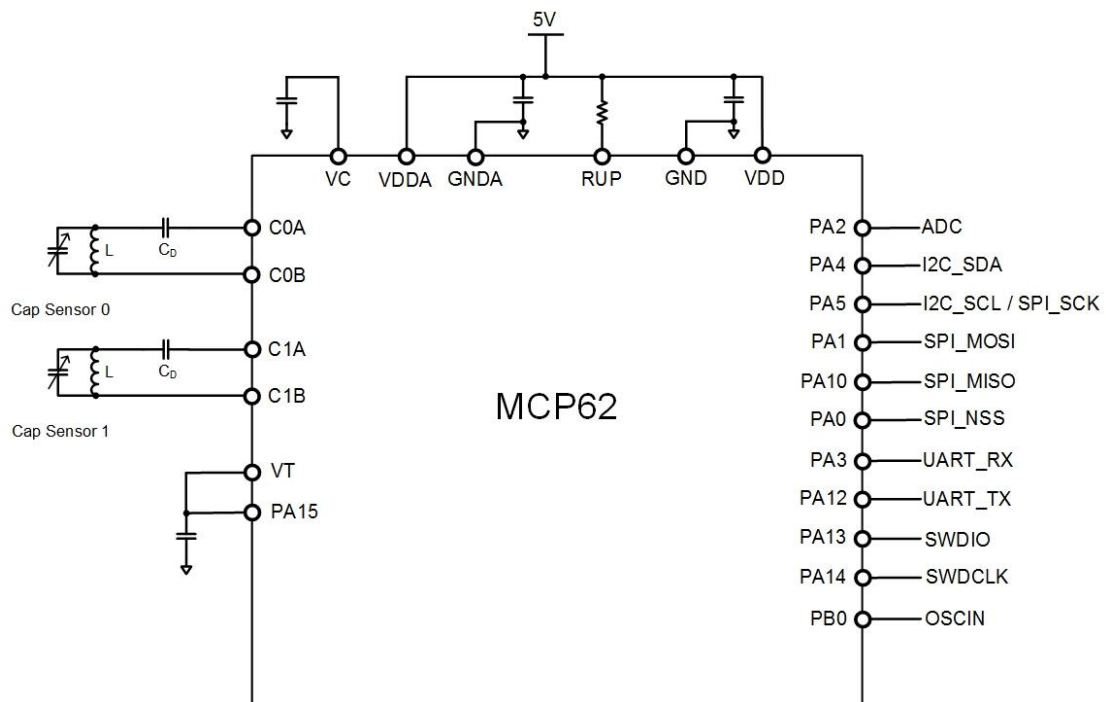 5V
VC
VDDA
GNDA
RUP
GND
VDD
C0A
L
C_D
C0B
Cap Sensor 0
C1A
L
C_D
C1B
Cap Sensor 1
VT
PA15
MCP62
PA2 ADC
PA4 I2C_SDA
PA5 I2C_SCL / SPI_SCK
PA1 SPI_MOSI
PA10 SPI_MISO
PA0 SPI_NSS
PA3 UART_RX
PA12 UART_TX
PA13 SWDIO
PA14 SWDCLK
PB0 OSCIN